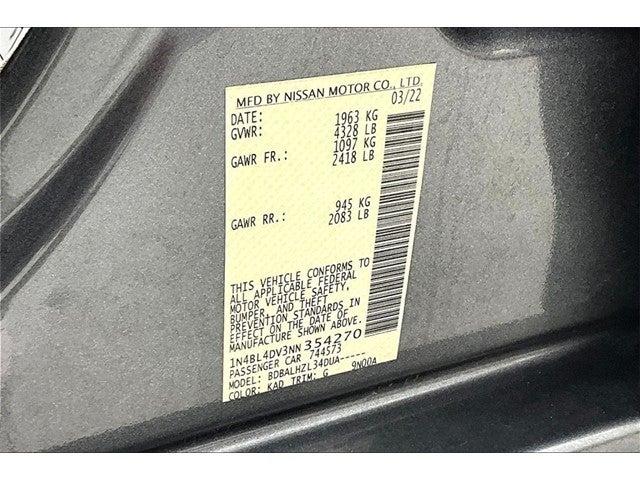 MFD BY NISSAN MOTOR CO., LTD.
03/22
DATE: 1963 KG
GVWR: 4328 LB
1097 KG
GAWR FR.: 2418 LB
945 KG
GAWR RR.: 2083 LB
THIS VEHICLE CONFORMS TO
ALL APPLICABLE FEDERAL
MOTOR VEHICLE SAFETY,
BUMPER, AND THEFT
PREVENTION STANDARDS IN
EFFECT ON THE DATE OF
MANUFACTURE SHOWN ABOVE.
1N4BL4DV3NN354270
PASSENGER CAR 744573
MODEL: BDBALHZL34DUA-----
COLOR: KAD TRIM: G 9N00A